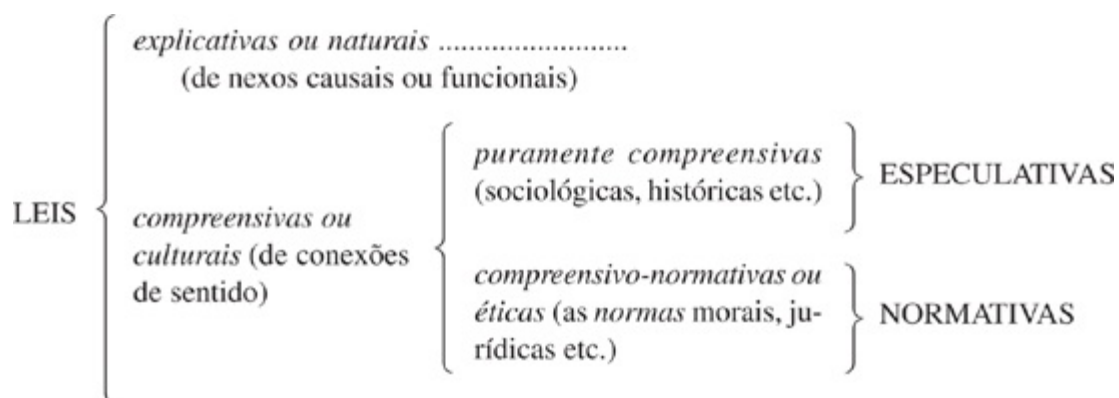 explicativas ou naturais .........................
(de nexos causais ou funcionais)
puramente compreensivas
(sociológicas, históricas etc.)
ESPECULATIVAS
LEIS
compreensivas ou
culturais (de conexões
de sentido)
compreensivo-normativas ou
éticas (as normas morais, ju-
rídicas etc.)
NORMATIVAS